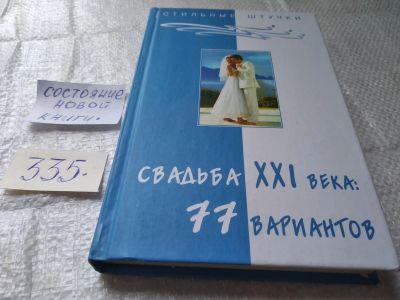 СТИЛЬНЫЕ ШТУЧКИ
СОСТОЯНИЕ
НОВОЙ
КНИГИ.
335.
СВАДЬБА XXI ВЕКА:
77 ВАРИАНТОВ